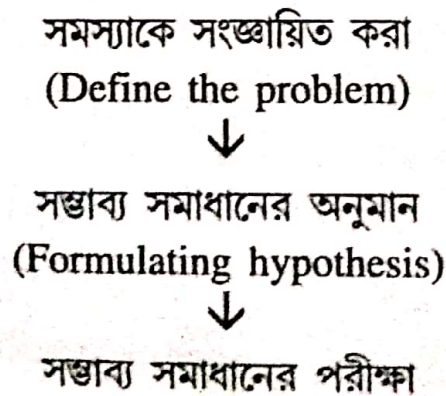 সমস্যাকে সংজ্ঞায়িত করা
(Define the problem)
↓
সম্ভাব্য সমাধানের অনুমান
(Formulating hypothesis)
↓
সম্ভাব্য সমাধানের পরীক্ষা